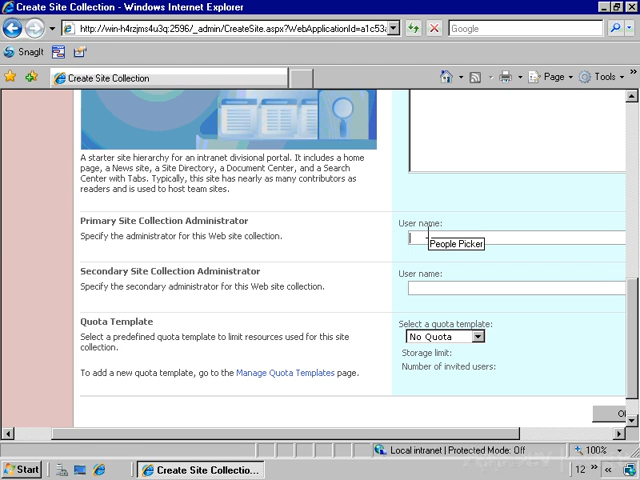 Create Site Collection - Windows Internet Explorer
http://win-h4rzjms4u3q:2596/_admin/CreateSite.aspx?WebApplicationId=a1c53a
Google
SnagIt
Create Site Collection
Page
Tools
A starter site hierarchy for an intranet divisional portal. It includes a home
page, a News site, a Site Directory, a Document Center, and a Search
Center with Tabs. Typically, this site has nearly as many contributors as
readers and is used to host team sites.
Primary Site Collection Administrator
Specify the administrator for this Web site collection.
User name:
People Picker
Secondary Site Collection Administrator
Specify the secondary administrator for this Web site collection.
User name:
Quota Template
Select a predefined quota template to limit resources used for this site
collection.
To add a new quota template, go to the Manage Quota Templates page.
Select a quota template:
No Quota
Storage limit:
Number of invited users:
Local intranet | Protected Mode: Off
100%
Start
Create Site Collectio...
12